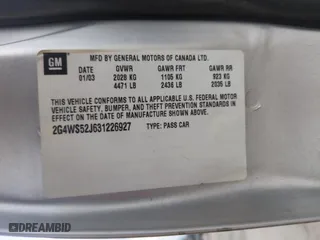 GM
MFD BY GENERAL MOTORS OF CANADA LTD.
DATE GVWR GAWR FRT GAWR RR
01/03 2028 KG 1105 KG 923 KG
4471 LB 2436 LB 2035 LB
THIS VEHICLE CONFORMS TO ALL APPLICABLE U.S. FEDERAL MOTOR
VEHICLE SAFETY, BUMPER, AND THEFT PREVENTION STANDARDS
IN EFFECT ON THE DATE OF MANUFACTURE SHOWN ABOVE.
2G4WS52J631226927 TYPE: PASS CAR
DREAMBID